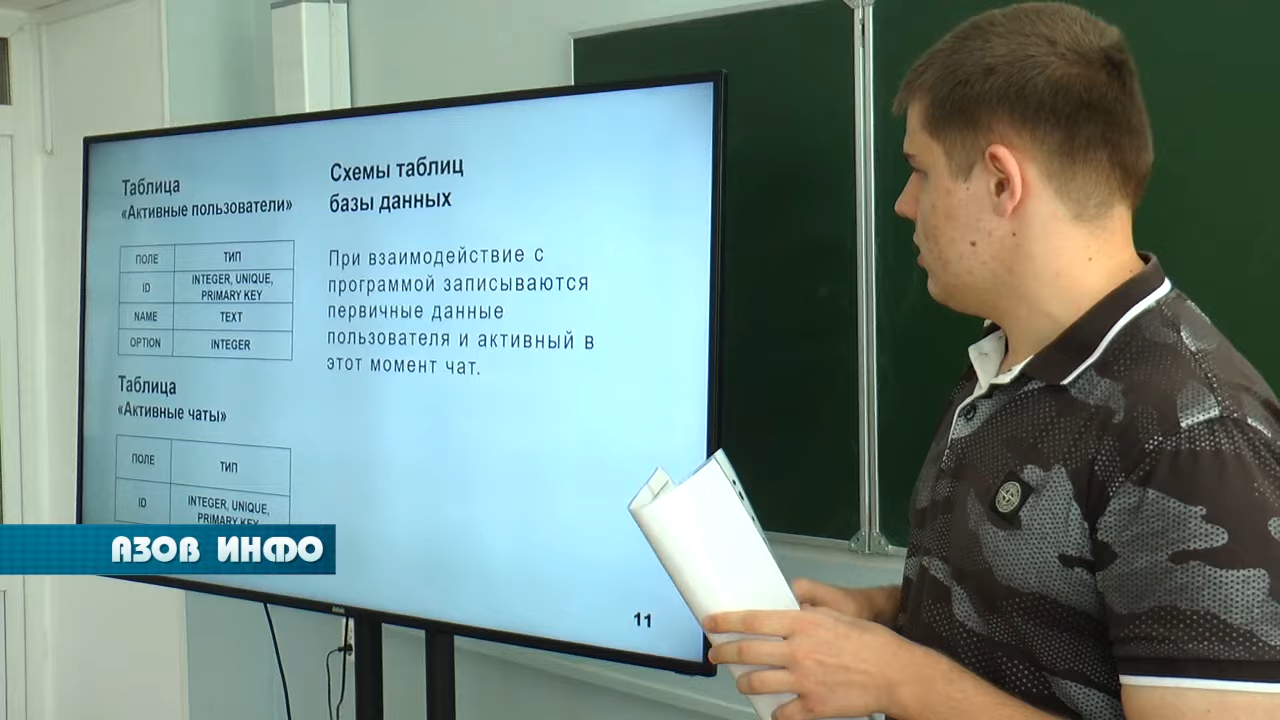 Таблица
«Активные пользователи»
ПОЛЕ ТИП
ID INTEGER, UNIQUE,
PRIMARY KEY
NAME TEXT
OPTION INTEGER
Таблица
«Активные чаты»
ПОЛЕ ТИП
ID INTEGER, UNIQUE,
PRIMARY KEY
Схемы таблиц
базы данных
При взаимодействие с
программой записываются
первичные данные
пользователя и активный в
этот момент чат.
11
АЗОВ ИНФО